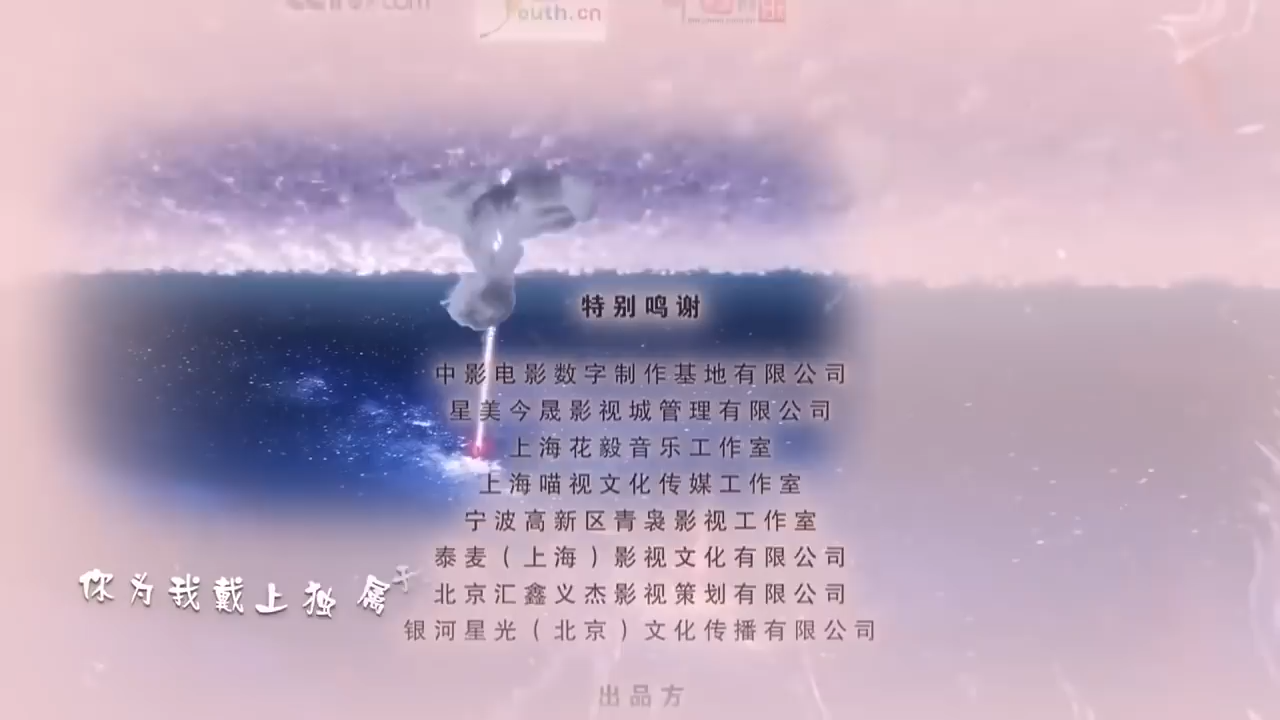 outh.cn
特别鸣谢
中影电影数字制作基地有限公司
星美今晟影视城管理有限公司
上海花毅音乐工作室
上海喵视文化传媒工作室
宁波高新区青袅影视工作室
泰麦（上海）影视文化有限公司
北京汇鑫义杰影视策划有限公司
银河星光（北京）文化传播有限公司
你为我戴上独属于
出品方